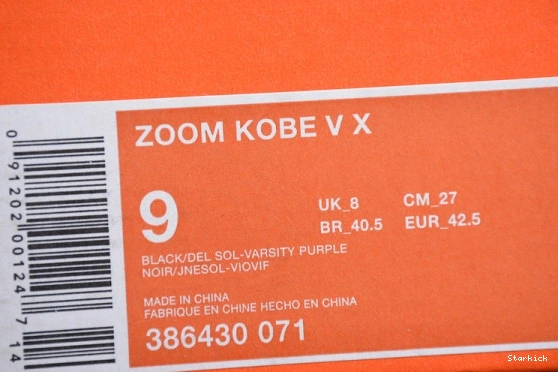 ZOOM KOBE V X
9
UK_8 CM_27
BR_40.5 EUR_42.5
BLACK/DEL SOL-VARSITY PURPLE
NOIR/JNESOL-VIOVIF
MADE IN CHINA
FABRIQUE EN CHINE HECHO EN CHINA
386430 071
0 91202 00124 7 14
Starkick